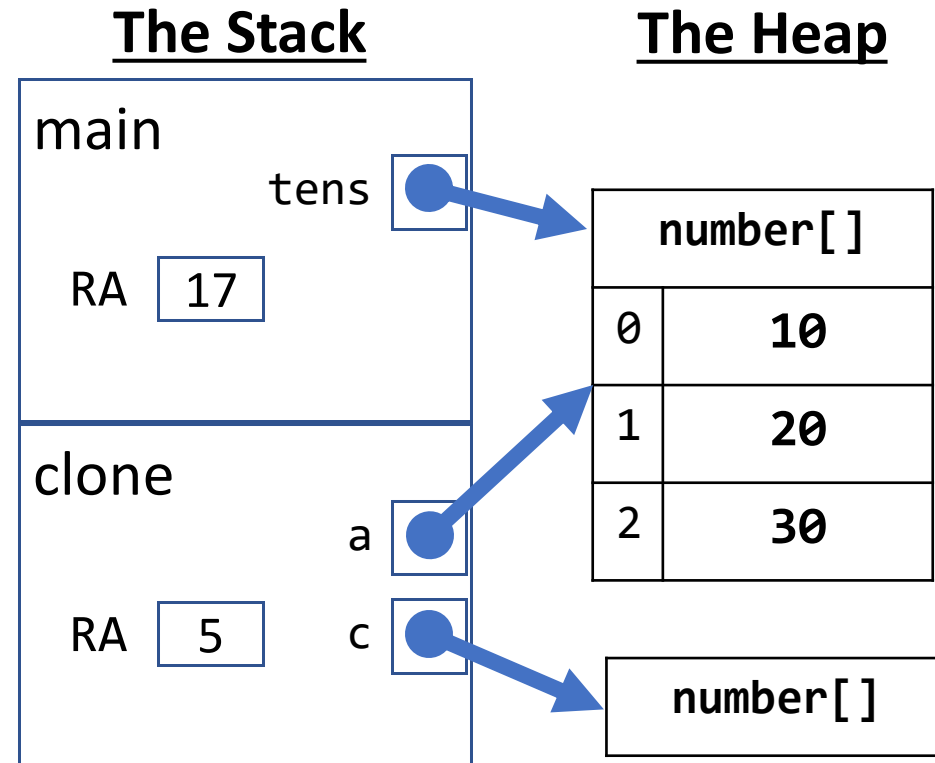 The Stack
The Heap
main
tens
RA 17
number[]
0 10
1 20
2 30
clone
a
RA 5 c
number[]